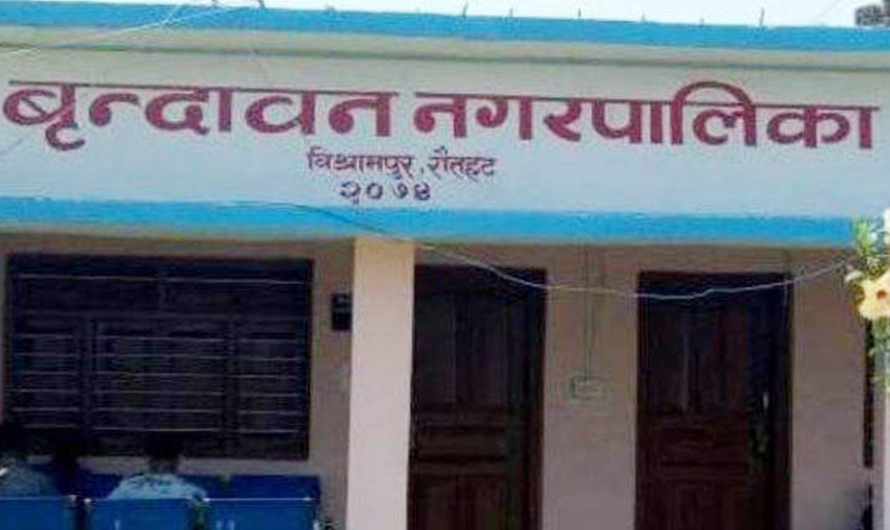 बृन्दावन नगरपालिका
विश्रामपुर, रौतहट
२०७४